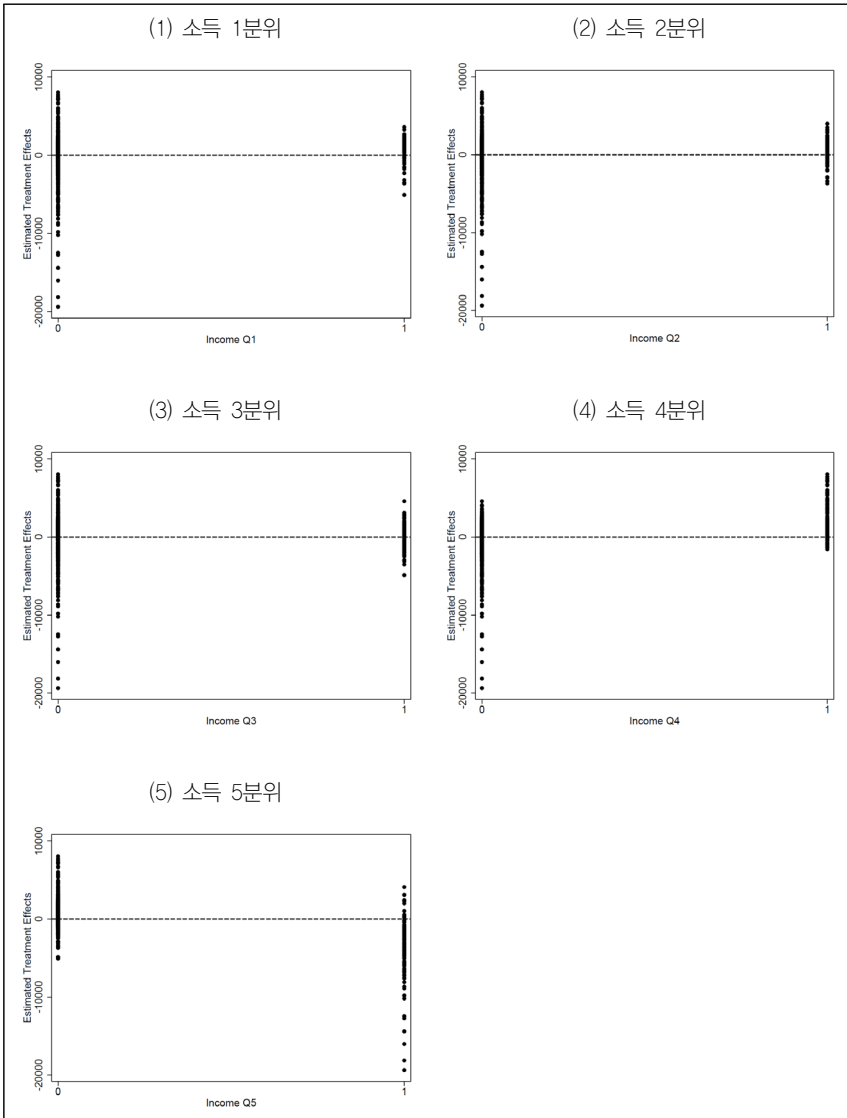 (1) 소득 1분위
(2) 소득 2분위
Estimated Treatment Effects
10000
0
-10000
-20000
0
1
Income Q1
Estimated Treatment Effects
10000
0
-10000
-20000
0
1
Income Q2
(3) 소득 3분위
(4) 소득 4분위
Estimated Treatment Effects
10000
0
-10000
-20000
0
1
Income Q3
Estimated Treatment Effects
10000
0
-10000
-20000
0
1
Income Q4
(5) 소득 5분위
Estimated Treatment Effects
10000
0
-10000
-20000
0
1
Income Q5